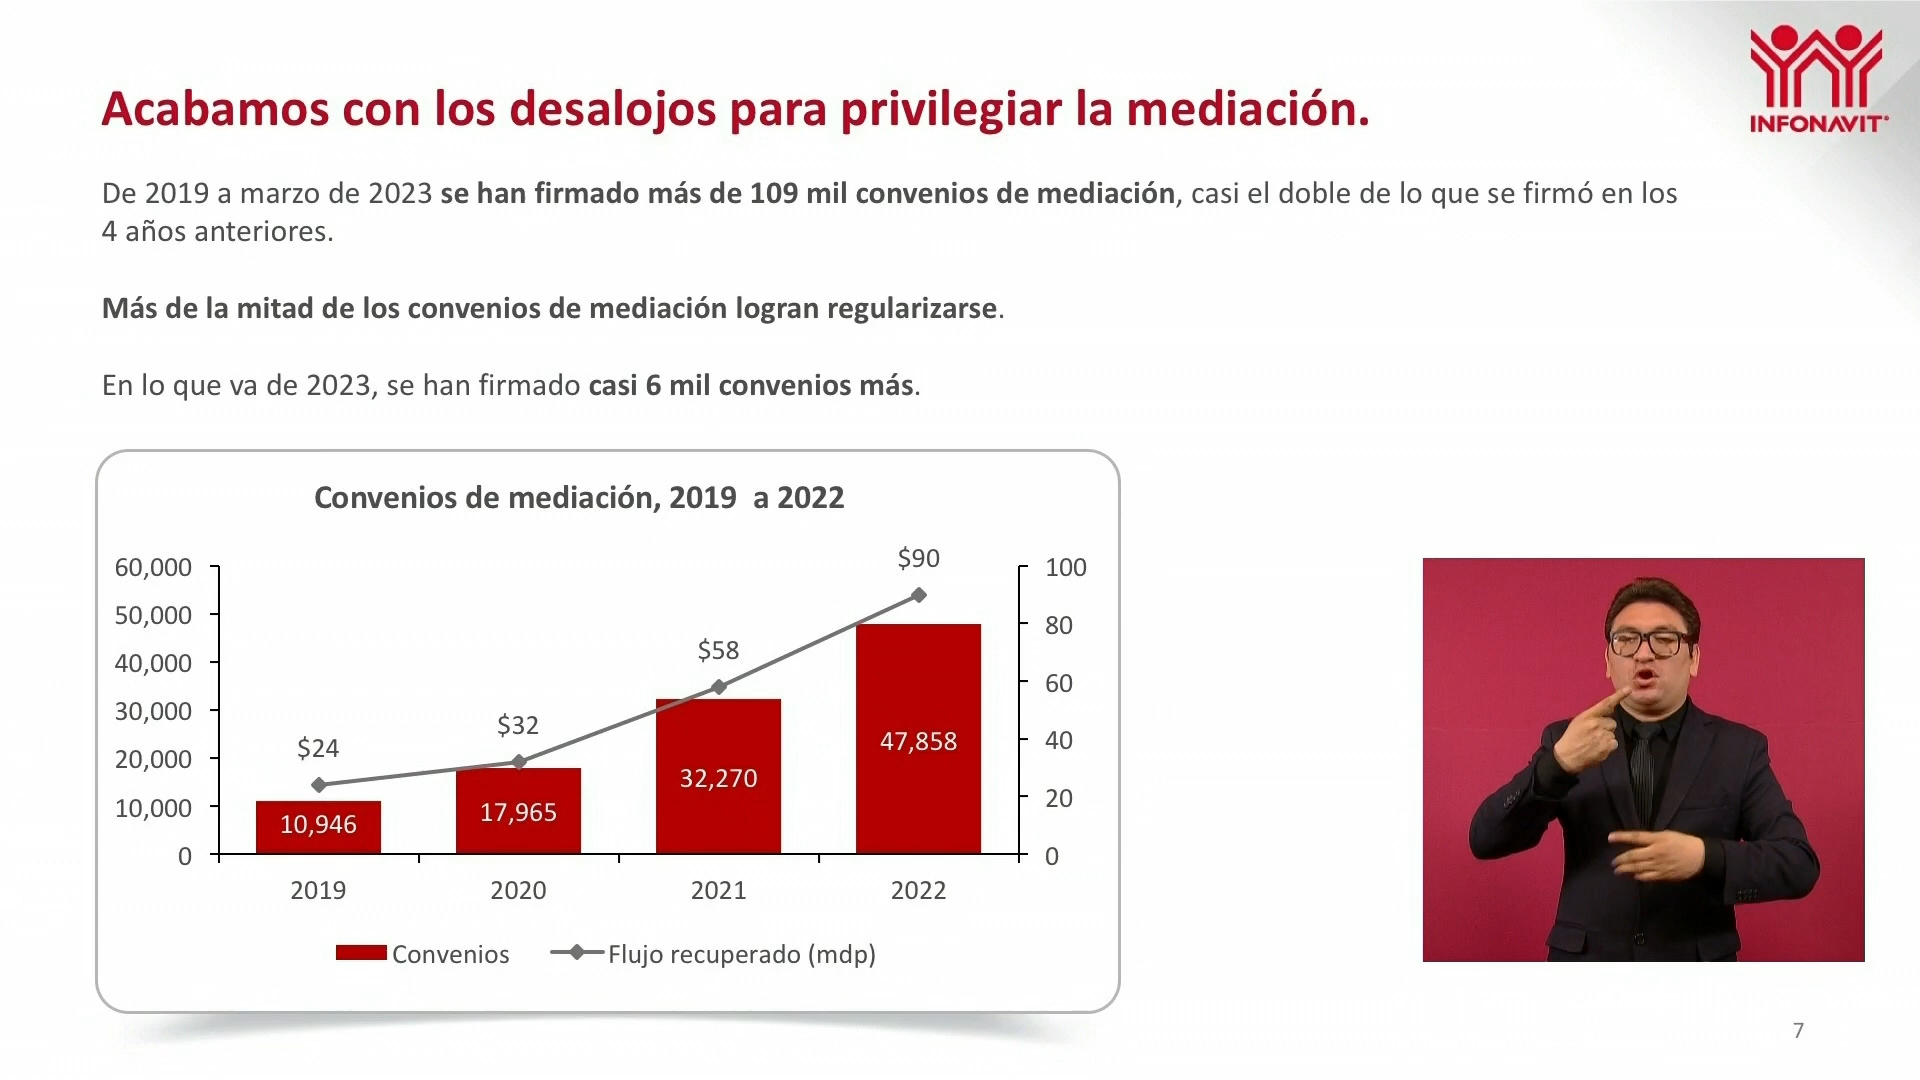 INFONAVIT
Acabamos con los desalojos para privilegiar la mediación.
De 2019 a marzo de 2023 se han firmado más de 109 mil convenios de mediación, casi el doble de lo que se firmó en los
4 años anteriores.
Más de la mitad de los convenios de mediación logran regularizarse.
En lo que va de 2023, se han firmado casi 6 mil convenios más.
Convenios de mediación, 2019 a 2022
60,000
50,000
40,000
30,000
20,000
10,000
0
$24
$32
$58
$90
10,946
17,965
32,270
47,858
100
80
60
40
20
0
2019 2020 2021 2022
Convenios Flujo recuperado (mdp)
7